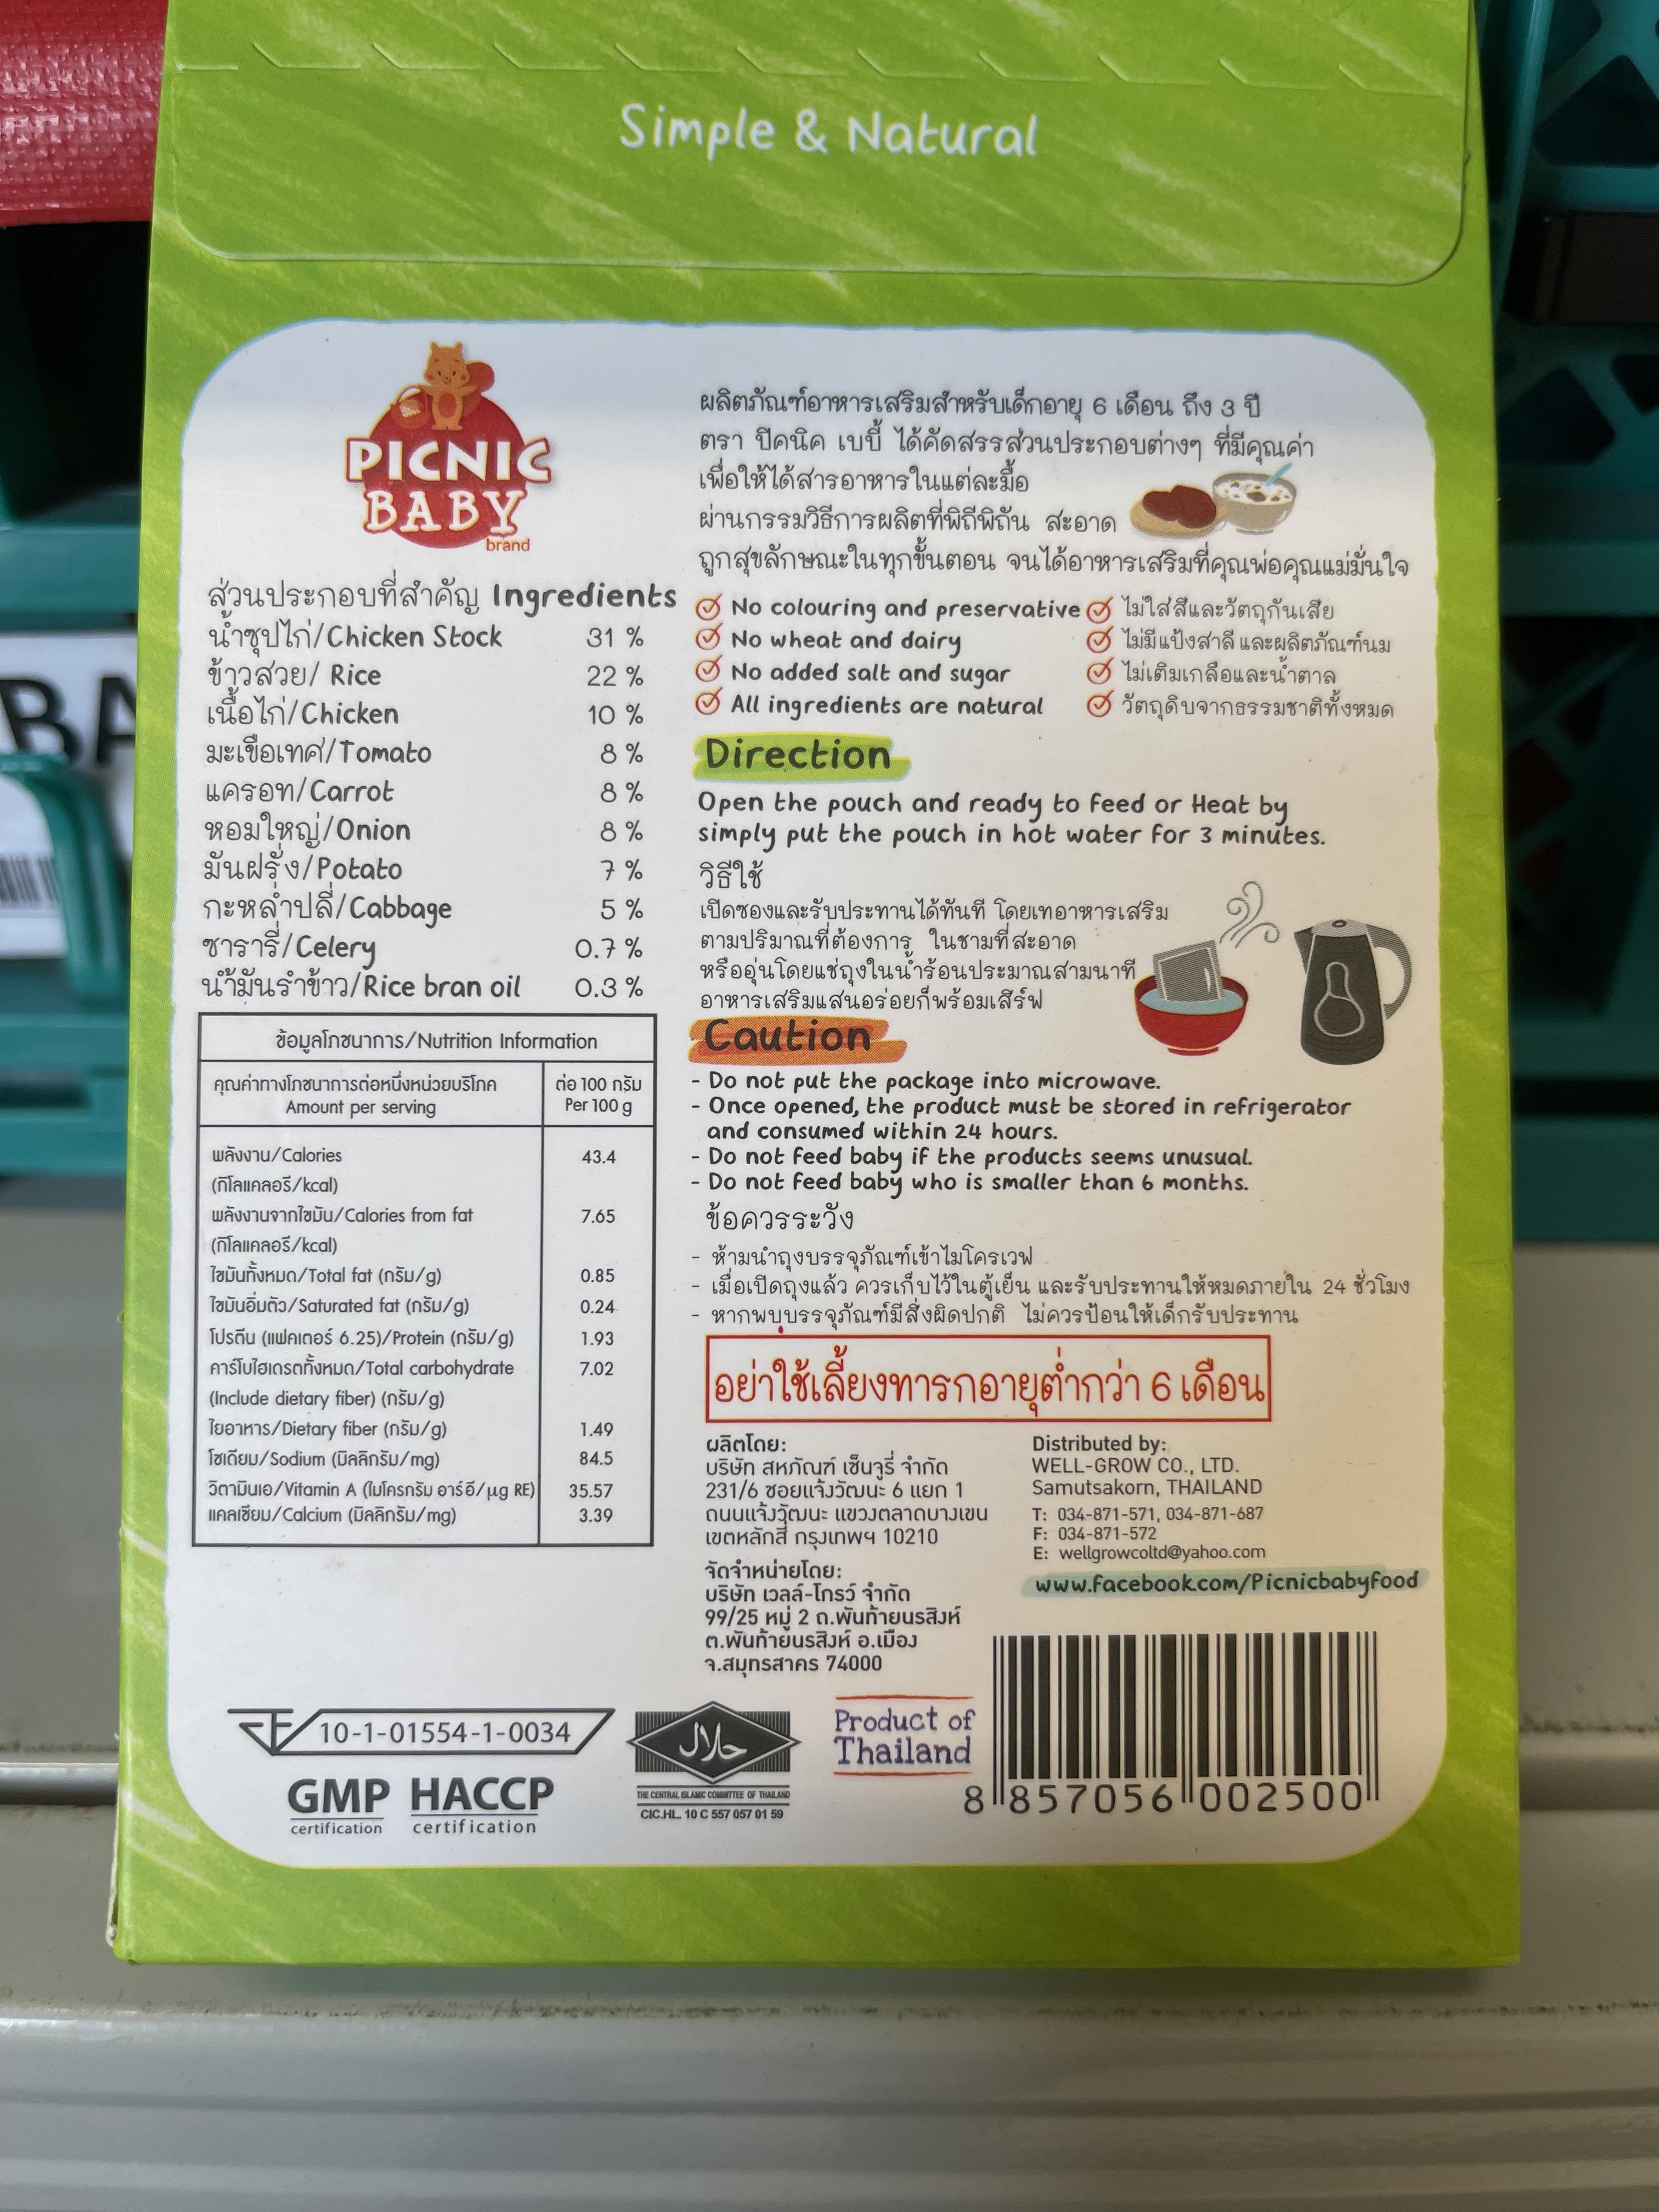 Simple & Natural
PICNIC
BABY
brand
ส่วนประกอบที่สำคัญ Ingredients
น้ำซุปไก่/Chicken Stock 31 %
ข้าวสวย/ Rice 22 %
เนื้อไก่/Chicken 10 %
มะเขือเทศ/Tomato 8 %
แครอท/Carrot 8 %
หอมใหญ่/Onion 8 %
มันฝรั่ง/Potato 7 %
กะหล่ำปลี/Cabbage 5 %
ซารารี่/Celery 0.7 %
น้ำมันรำข้าว/Rice bran oil 0.3 %
ข้อมูลโภชนาการ/Nutrition Information
คุณค่าทางโภชนาการต่อหนึ่งหน่วยบริโภค ต่อ 100 กรัม
Amount per serving Per 100 g
พลังงาน/Calories 43.4
(กิโลแคลอรี/kcal)
พลังงานจากไขมัน/Calories from fat 7.65
(กิโลแคลอรี/kcal)
ไขมันทั้งหมด/Total fat (กรัม/g) 0.85
ไขมันอิ่มตัว/Saturated fat (กรัม/g) 0.24
โปรตีน (แฟคเตอร์ 6.25)/Protein (กรัม/g) 1.93
คาร์โบไฮเดรตทั้งหมด/Total carbohydrate 7.02
(Include dietary fiber) (กรัม/g)
ใยอาหาร/Dietary fiber (กรัม/g) 1.49
โซเดียม/Sodium (มิลลิกรัม/mg) 84.5
วิตามินเอ/Vitamin A (ไมโครกรัม อาร์อี/µg RE) 35.57
แคลเซียม/Calcium (มิลลิกรัม/mg) 3.39
ผลิตภัณฑ์อาหารเสริมสำหรับเด็กอายุ 6 เดือน ถึง 3 ปี
ตรา ปิคนิค เบบี้ ได้คัดสรรส่วนประกอบต่างๆ ที่มีคุณค่า
เพื่อให้ได้สารอาหารในแต่ละมื้อ
ผ่านกรรมวิธีการผลิตที่พิถีพิถัน สะอาด
ถูกสุขลักษณะในทุกขั้นตอน จนได้อาหารเสริมที่คุณพ่อคุณแม่มั่นใจ
No colouring and preservative ไม่ใส่สีและวัตถุกันเสีย
No wheat and dairy ไม่มีแป้งสาลี และผลิตภัณฑ์นม
No added salt and sugar ไม่เติมเกลือและน้ำตาล
All ingredients are natural วัตถุดิบจากธรรมชาติทั้งหมด
Direction
Open the pouch and ready to feed or Heat by
simply put the pouch in hot water for 3 minutes.
วิธีใช้
เปิดซองและรับประทานได้ทันที โดยเทอาหารเสริม
ตามปริมาณที่ต้องการ ในชามที่สะอาด
หรืออุ่นโดยแช่ถุงในน้ำร้อนประมาณสามนาที
อาหารเสริมแสนอร่อยก็พร้อมเสิร์ฟ
Caution
- Do not put the package into microwave.
- Once opened, the product must be stored in refrigerator
and consumed within 24 hours.
- Do not feed baby if the products seems unusual.
- Do not feed baby who is smaller than 6 months.
ข้อควรระวัง
- ห้ามนำถุงบรรจุภัณฑ์เข้าไมโครเวฟ
- เมื่อเปิดถุงแล้ว ควรเก็บไว้ในตู้เย็น และรับประทานให้หมดภายใน 24 ชั่วโมง
- หากพบบรรจุภัณฑ์มีสิ่งผิดปกติ ไม่ควรป้อนให้เด็กรับประทาน
อย่าใช้เลี้ยงทารกอายุต่ำกว่า 6 เดือน
ผลิตโดย:
บริษัท สหภัณฑ์ เซ็นจูรี่ จำกัด
231/6 ซอยแจ้งวัฒนะ 6 แยก 1
ถนนแจ้งวัฒนะ แขวงตลาดบางเขน
เขตหลักสี่ กรุงเทพฯ 10210
จัดจำหน่ายโดย:
บริษัท เวลล์-โกรว์ จำกัด
99/25 หมู่ 2 ถ.พันท้ายนรสิงห์
ต.พันท้ายนรสิงห์ อ.เมือง
จ.สมุทรสาคร 74000
Distributed by:
WELL-GROW CO., LTD.
Samutsakorn, THAILAND
T: 034-871-571, 034-871-687
F: 034-871-572
E: wellgrowcoltd@yahoo.com
www.facebook.com/Picnicbabyfood
10-1-01554-1-0034
GMP HACCP
certification certification
حلال
THE CENTRAL ISLAMIC COMMITTEE OF THAILAND
CIC.HL. 10 C 557 057 01 59
Product of
Thailand
8 857056 002500
BA